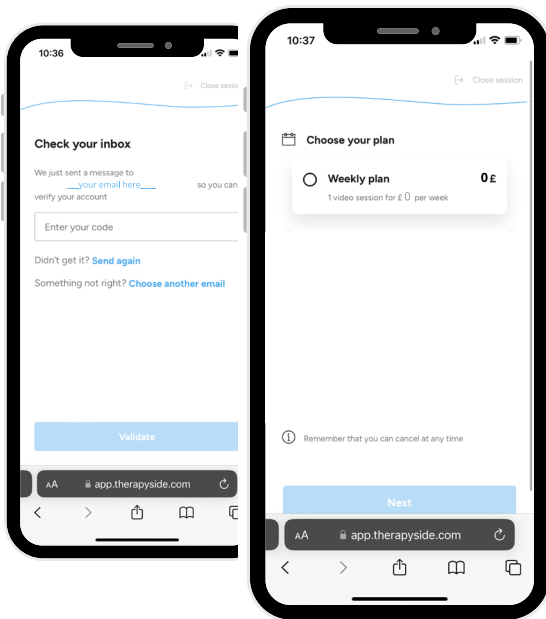 10:36
Close sessio
Check your inbox
We just sent a message to
___your email here____ so you can
verify your account
Enter your code
Didn't get it? Send again
Something not right? Choose another email
Validate
AA app.therapyside.com
10:37
Close session
Choose your plan
Weekly plan 0£
1 video session for £ 0 per week
Remember that you can cancel at any time
Next
AA app.therapyside.com